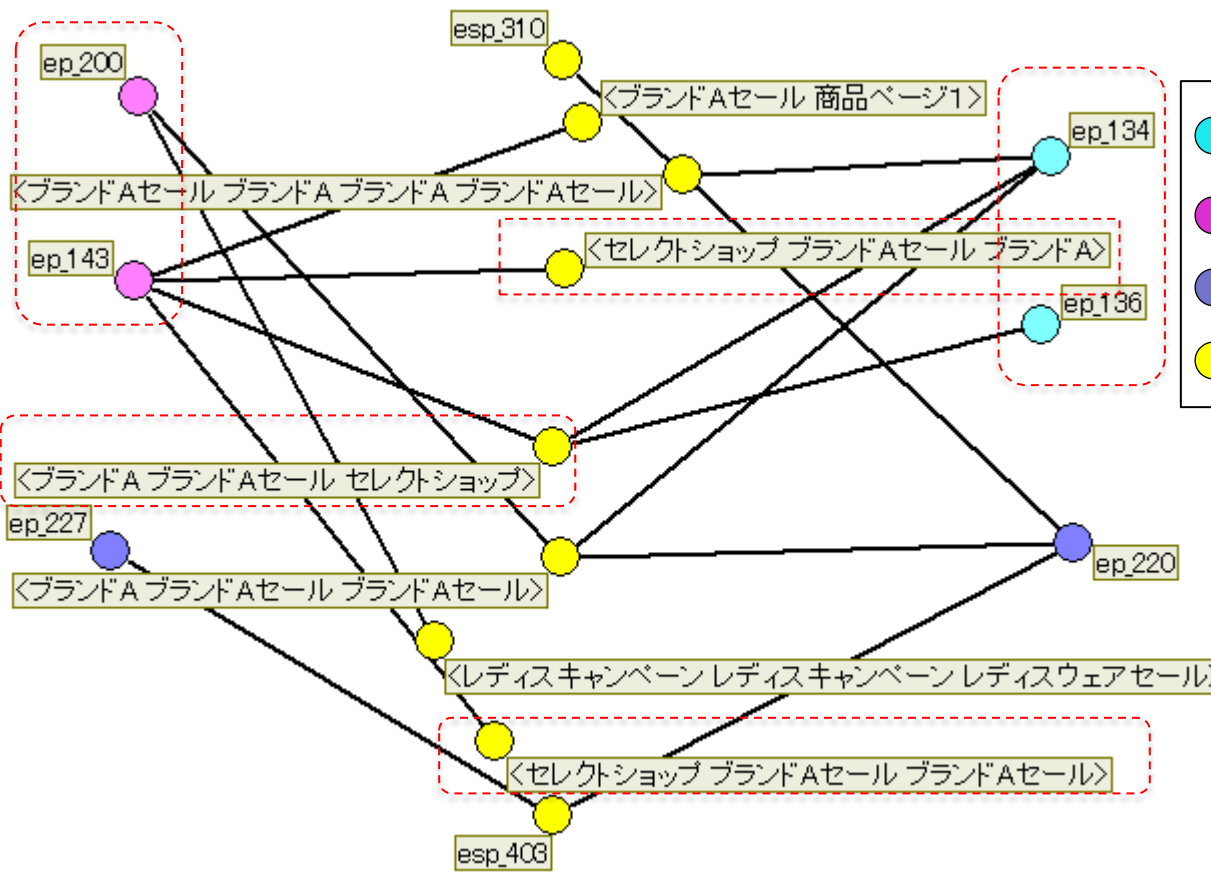 esp_310
ep_200
<ブランドAセール 商品ページ1>
ep_134
<ブランドAセール ブランドA ブランドA ブランドAセール>
<セレクトショップ ブランドAセール ブランドA>
ep_143
ep_136
<ブランドA ブランドAセール セレクトショップ>
ep_227
ep_220
<ブランドA ブランドAセール ブランドAセール>
<レディスキャンペーン レディスキャンペーン レディスウェアセール>
<セレクトショップ ブランドAセール ブランドAセール>
esp_403